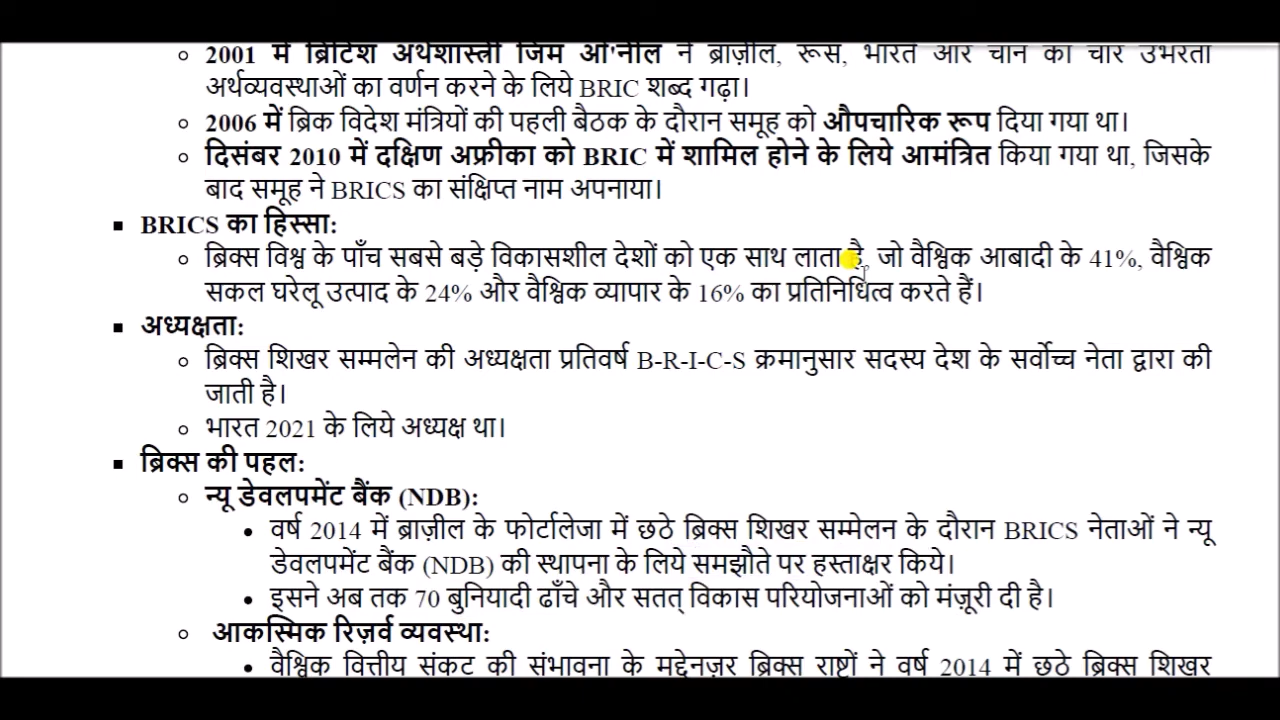 2001 में ब्रिटिश अर्थशास्त्री जिम ओ'नील ने ब्राज़ील, रूस, भारत और चीन की चार उभरती
अर्थव्यवस्थाओं का वर्णन करने के लिये BRIC शब्द गढ़ा।
2006 में ब्रिक विदेश मंत्रियों की पहली बैठक के दौरान समूह को औपचारिक रूप दिया गया था।
दिसंबर 2010 में दक्षिण अफ्रीका को BRIC में शामिल होने के लिये आमंत्रित किया गया था, जिसके
बाद समूह ने BRICS का संक्षिप्त नाम अपनाया।
BRICS का हिस्सा:
ब्रिक्स विश्व के पाँच सबसे बड़े विकासशील देशों को एक साथ लाता है, जो वैश्विक आबादी के 41%, वैश्विक
सकल घरेलू उत्पाद के 24% और वैश्विक व्यापार के 16% का प्रतिनिधित्व करते हैं।
अध्यक्षता:
ब्रिक्स शिखर सम्मलेन की अध्यक्षता प्रतिवर्ष B-R-I-C-S क्रमानुसार सदस्य देश के सर्वोच्च नेता द्वारा की
जाती है।
भारत 2021 के लिये अध्यक्ष था।
ब्रिक्स की पहल:
न्यू डेवलपमेंट बैंक (NDB):
वर्ष 2014 में ब्राज़ील के फोर्टालेजा में छठे ब्रिक्स शिखर सम्मेलन के दौरान BRICS नेताओं ने न्यू
डेवलपमेंट बैंक (NDB) की स्थापना के लिये समझौते पर हस्ताक्षर किये।
इसने अब तक 70 बुनियादी ढाँचे और सतत् विकास परियोजनाओं को मंज़ूरी दी है।
आकस्मिक रिज़र्व व्यवस्था:
वैश्विक वित्तीय संकट की संभावना के मद्देनज़र ब्रिक्स राष्टों ने वर्ष 2014 में छठे ब्रिक्स शिखर